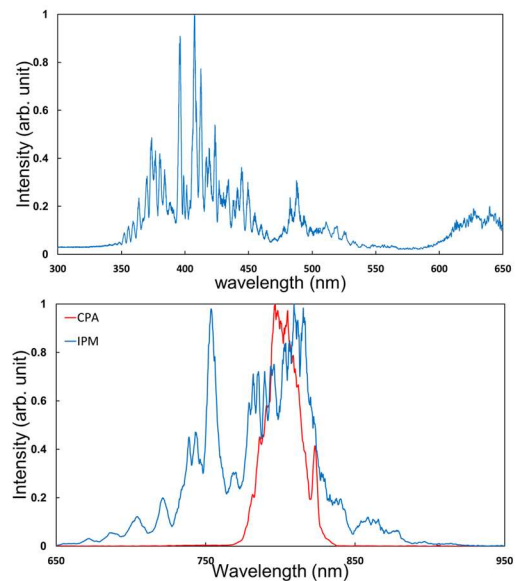 1
0.8
0.6
0.4
0.2
0
Intensity (arb. unit)
300 350 400 450 500 550 600 650
wavelength (nm)
1
0.8
0.6
0.4
0.2
0
Intensity (arb. unit)
CPA
IPM
650 750 850 950
Wavelength (nm)